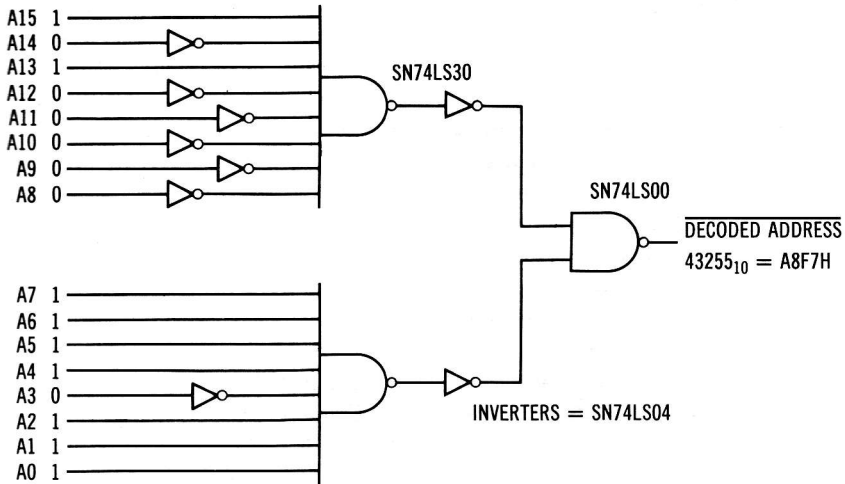 A15 1
A14 0
A13 1
A12 0
A11 0
A10 0
A9 0
A8 0
SN74LS30
SN74LS00
DECODED ADDRESS
43255₁₀ = A8F7H
A7 1
A6 1
A5 1
A4 1
A3 0
A2 1
A1 1
A0 1
INVERTERS = SN74LS04